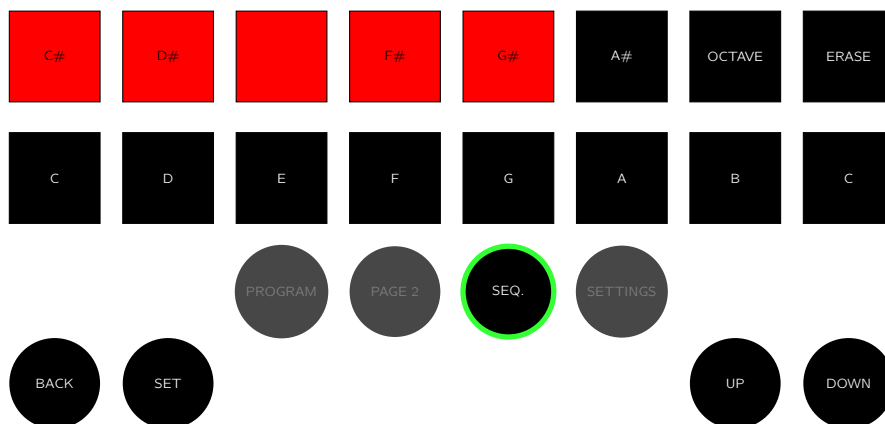 C# D# F# G# A# OCTAVE ERASE
C D E F G A B C
PROGRAM PAGE 2 SEQ. SETTINGS
BACK SET UP DOWN